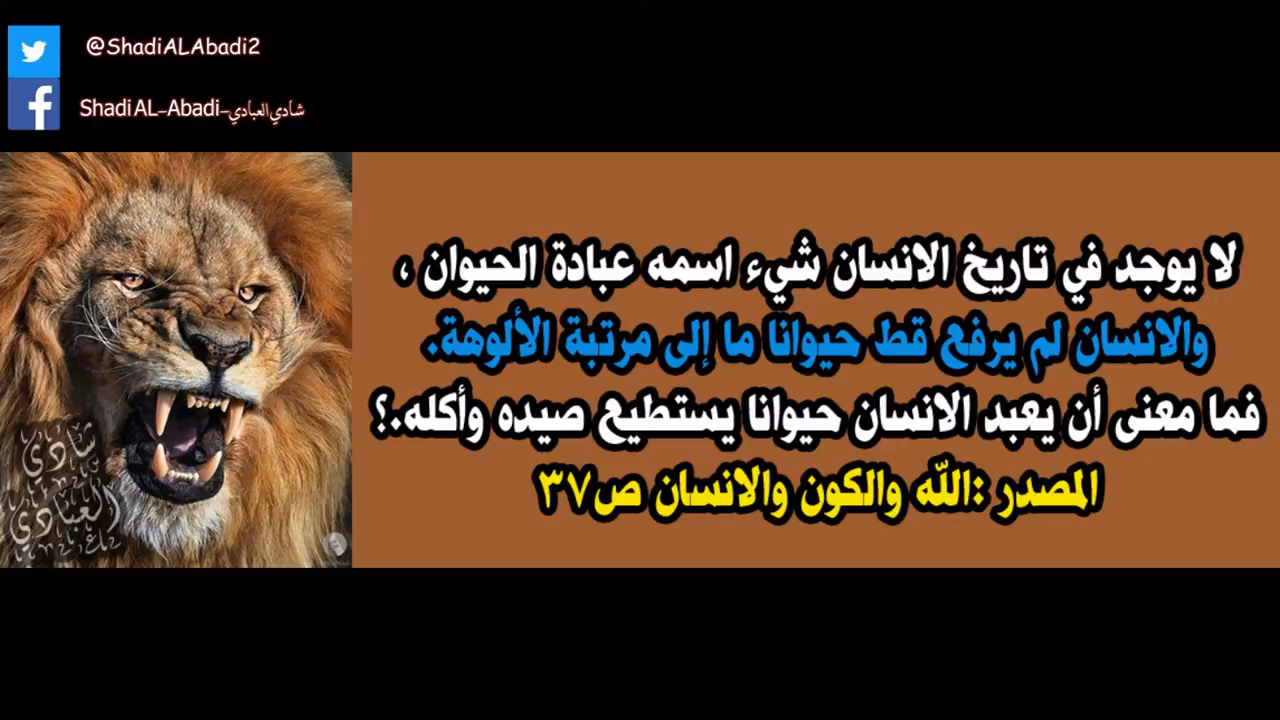 @ShadiALAbadi2
Shadi AL-Abadi-شادي العبادي
لا يوجد في تاريخ الانسان شيء اسمه عبادة الحيوان ،
والانسان لم يرفع قط حيوانا ما إلى مرتبة الألوهة.
فما معنى أن يعبد الانسان حيوانا يستطيع صيده وأكله.؟
المصدر :الله والكون والانسان ص٣٧
شادي
العبادي